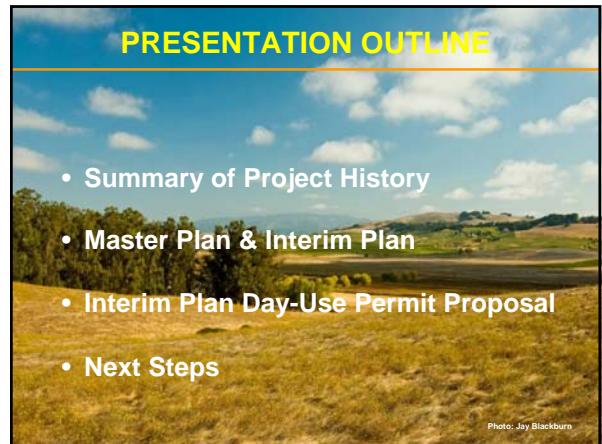 PRESENTATION OUTLINE
• Summary of Project History
• Master Plan & Interim Plan
• Interim Plan Day-Use Permit Proposal
• Next Steps
Photo: Jay Blackburn